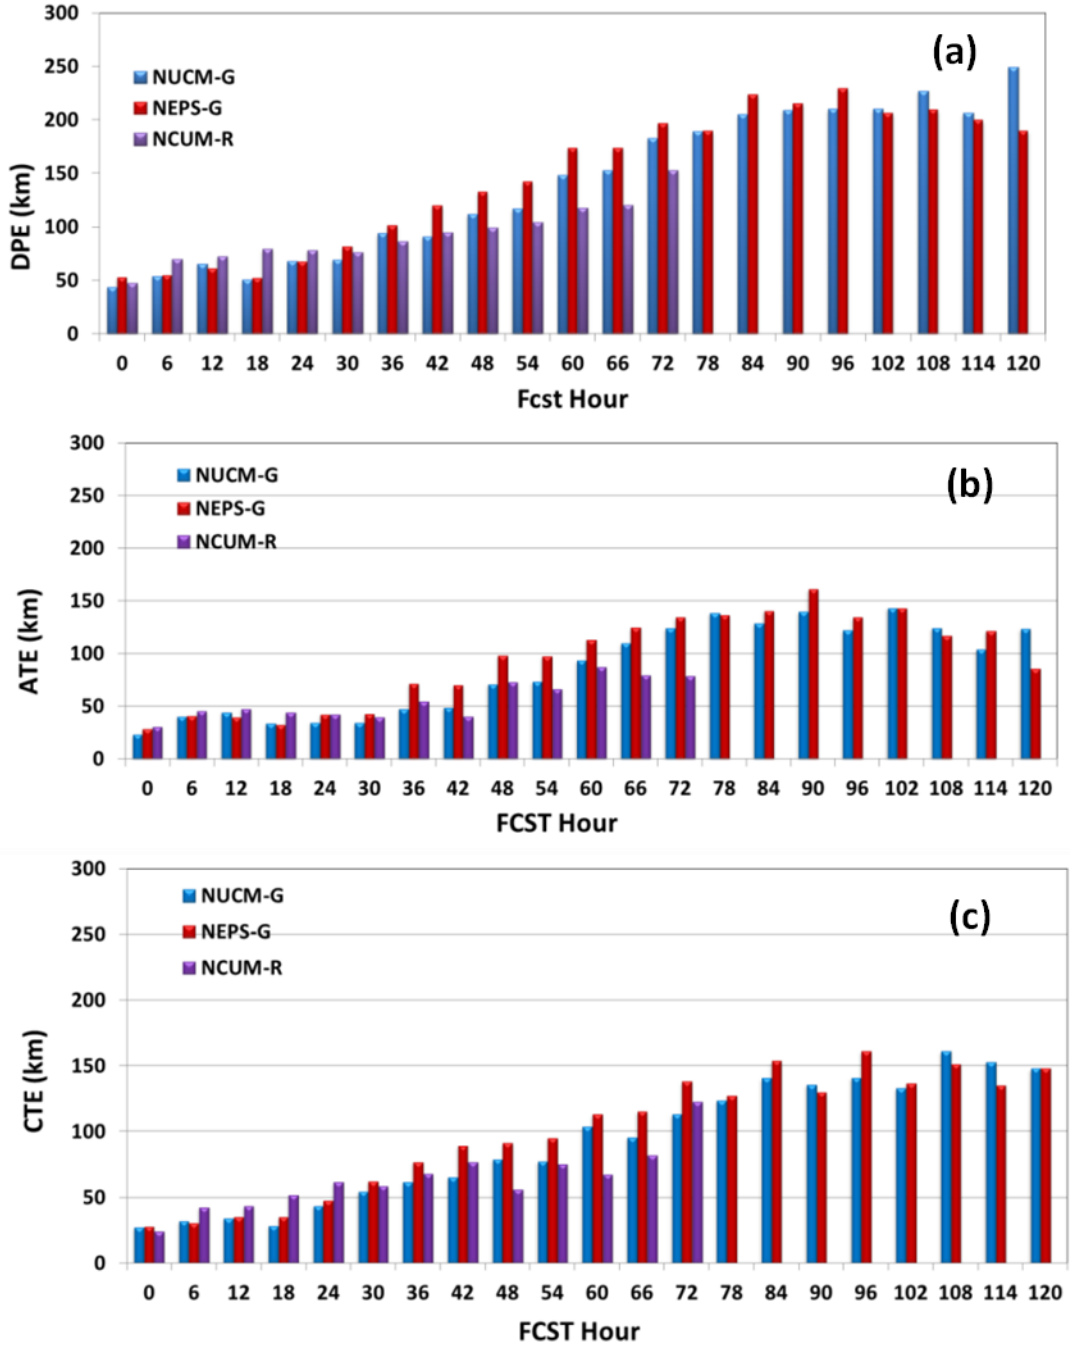 300
250
200
150
100
50
0
DPE (km)
NUCM-G
NEPS-G
NCUM-R
(a)
0 6 12 18 24 30 36 42 48 54 60 66 72 78 84 90 96 102 108 114 120
Fcst Hour
300
250
200
150
100
50
0
ATE (km)
NUCM-G
NEPS-G
NCUM-R
(b)
0 6 12 18 24 30 36 42 48 54 60 66 72 78 84 90 96 102 108 114 120
FCST Hour
300
250
200
150
100
50
0
CTE (km)
NUCM-G
NEPS-G
NCUM-R
(c)
0 6 12 18 24 30 36 42 48 54 60 66 72 78 84 90 96 102 108 114 120
FCST Hour